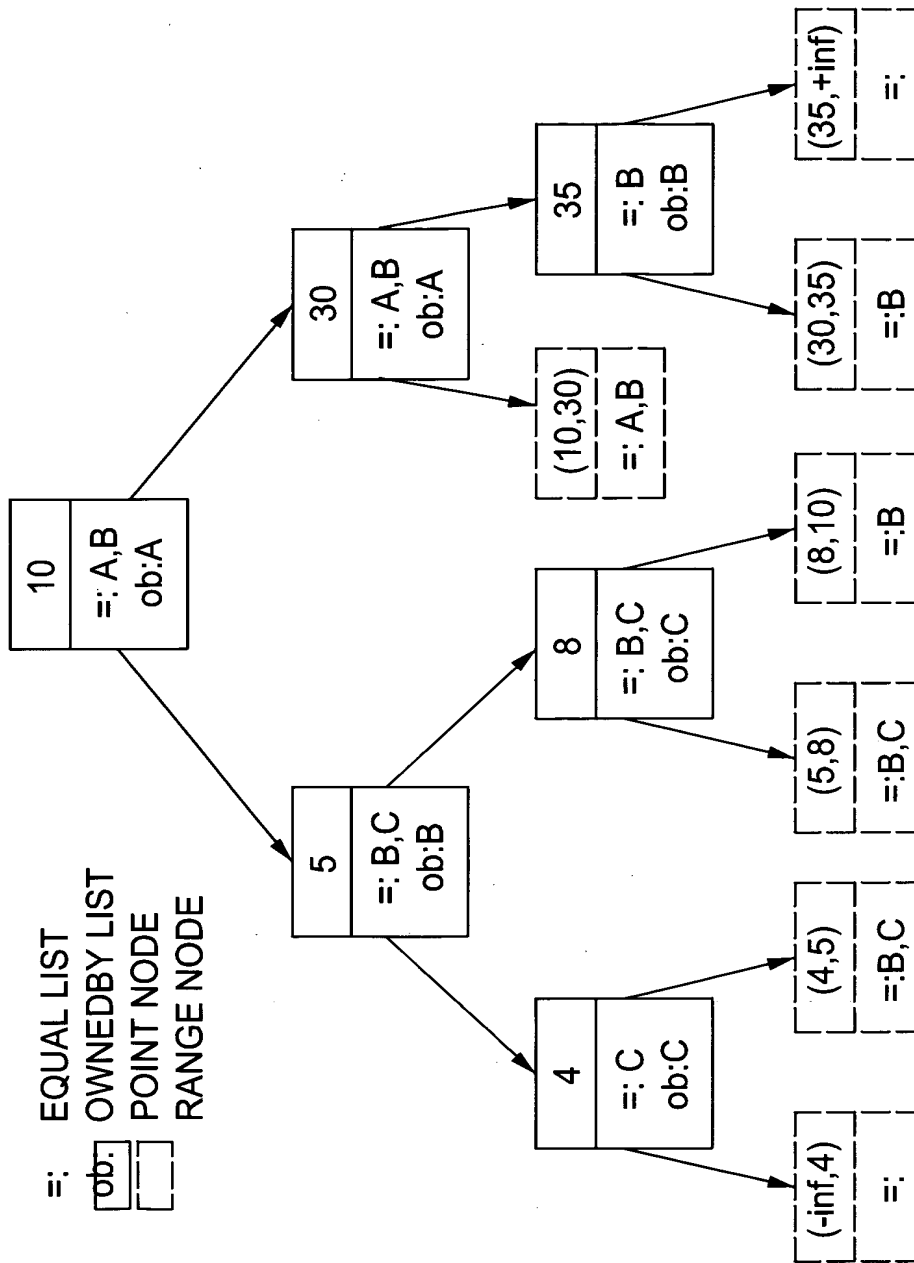 =: EQUAL LIST
ob: OWNEDBY LIST
POINT NODE
RANGE NODE
10
=: A,B
ob:A
5
=: B,C
ob:B
30
=: A,B
ob:A
4
=: C
ob:C
8
=: B,C
ob:C
(10,30)
=: A,B
35
=: B
ob:B
(-inf,4)
=:
(4,5)
=:B,C
(5,8)
=:B,C
(8,10)
=:B
(30,35)
=:B
(35,+inf)
=: